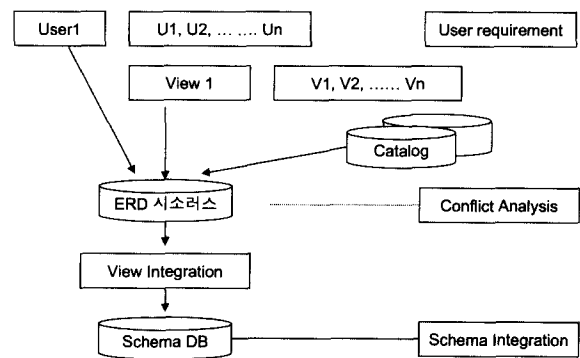 User1
U1, U2, ... .... Un
User requirement
View 1
V1, V2, ...... Vn
Catalog
ERD 시소러스
Conflict Analysis
View Integration
Schema DB
Schema Integration